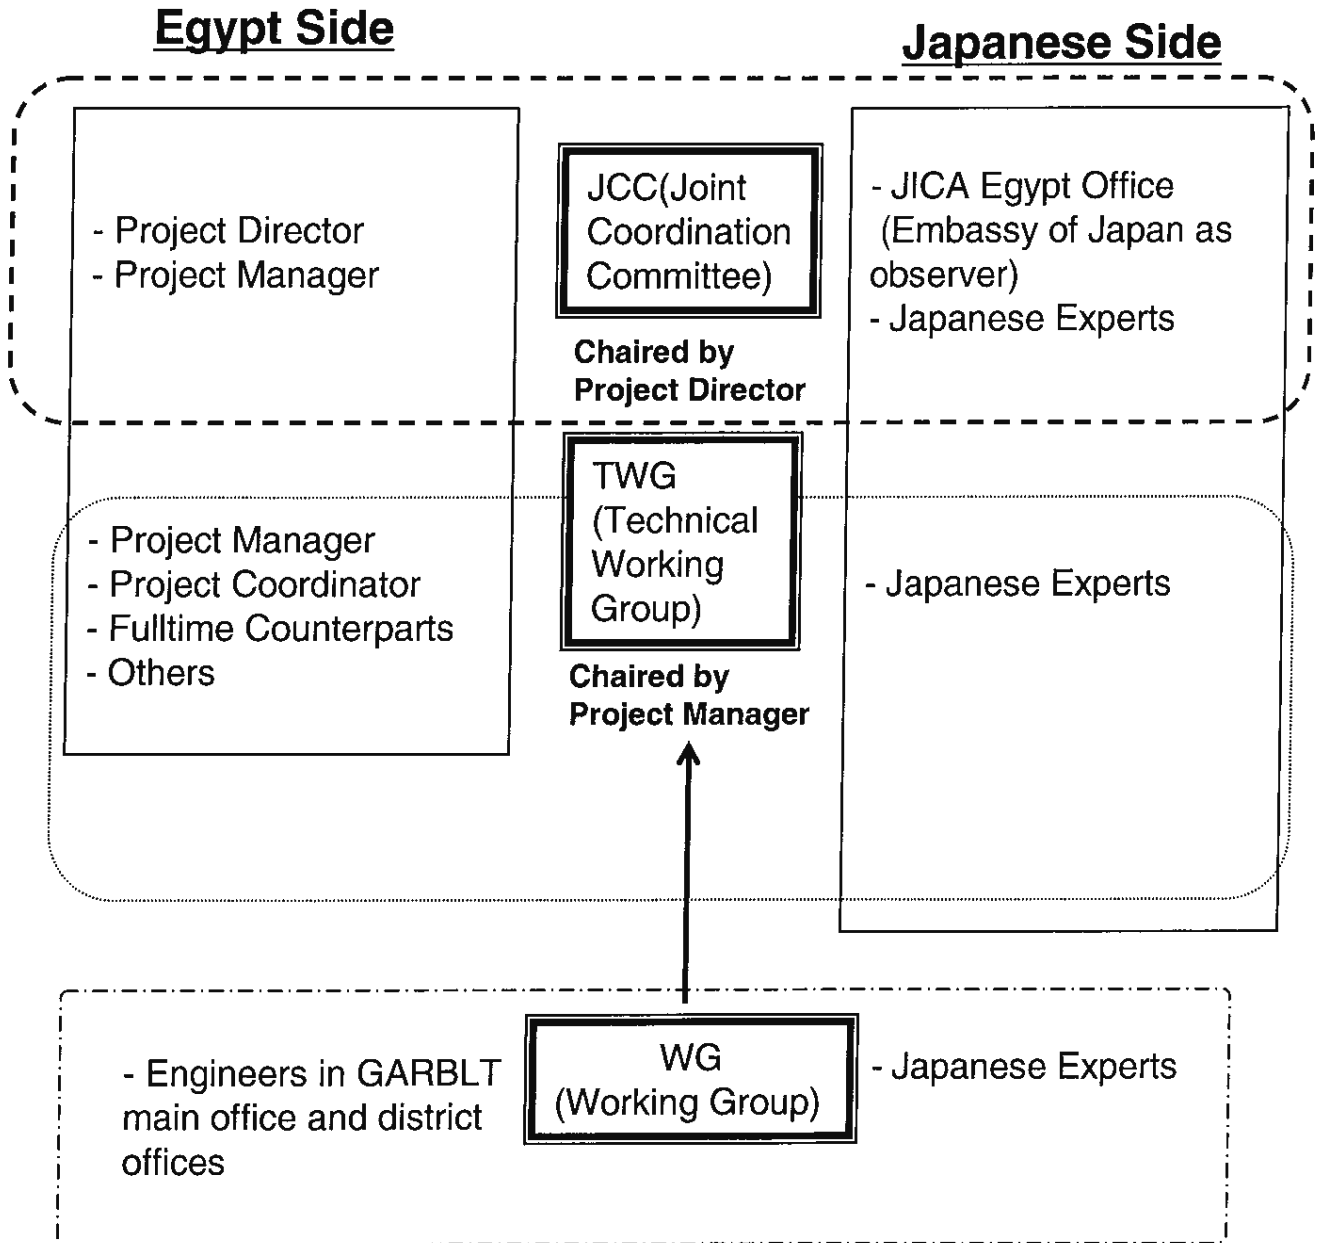 Egypt Side
Japanese Side
- Project Director
- Project Manager
JCC(Joint
Coordination
Committee)
Chaired by
Project Director
- JICA Egypt Office
(Embassy of Japan as
observer)
- Japanese Experts
- Project Manager
- Project Coordinator
- Fulltime Counterparts
- Others
TWG
(Technical
Working
Group)
Chaired by
Project Manager
- Japanese Experts
- Engineers in GARBLT
main office and district
offices
WG
(Working Group)
- Japanese Experts